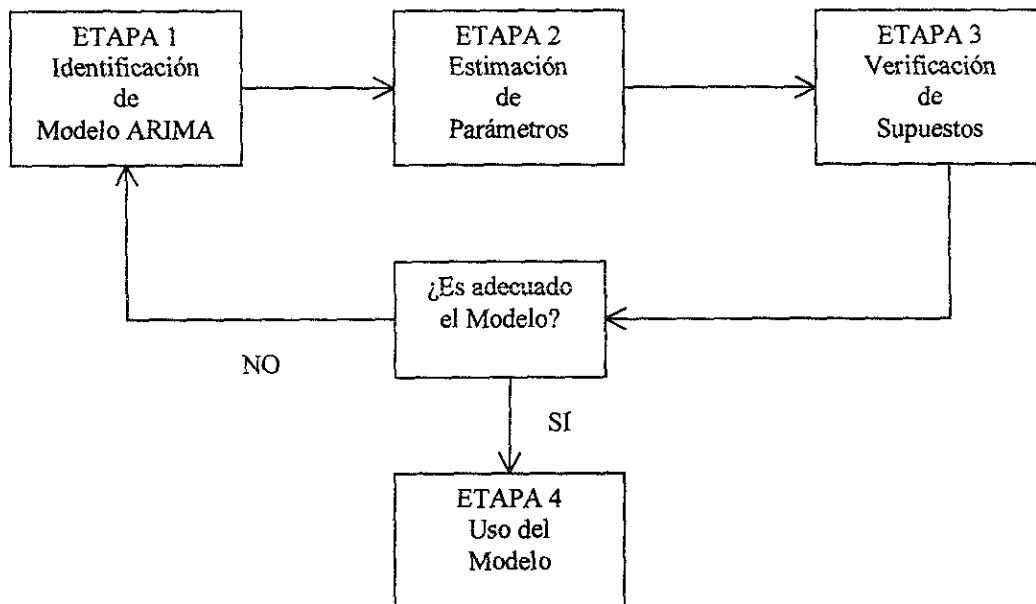 ETAPA 1
Identificación
de
Modelo ARIMA
ETAPA 2
Estimación
de
Parámetros
ETAPA 3
Verificación
de
Supuestos
¿Es adecuado
el Modelo?
NO
SI
ETAPA 4
Uso del
Modelo